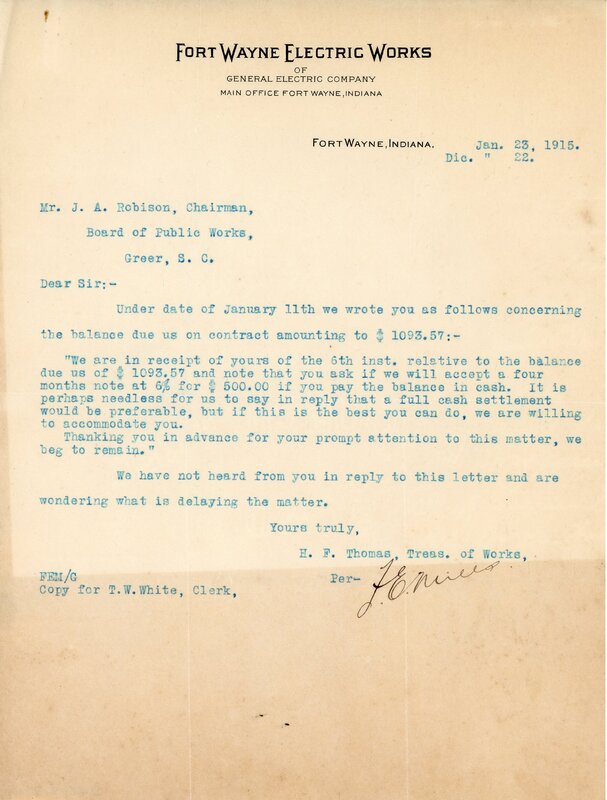 FORT WAYNE ELECTRIC WORKS
OF
GENERAL ELECTRIC COMPANY
MAIN OFFICE FORT WAYNE, INDIANA
FORT WAYNE, INDIANA. Jan. 23, 1915.
Dic. " 22.
Mr. J. A. Robison, Chairman,
Board of Public Works,
Greer, S. C.
Dear Sir:-
Under date of January 11th we wrote you as follows concerning
the balance due us on contract amounting to $ 1093.57:-
"We are in receipt of yours of the 6th inst. relative to the balance
due us of $ 1093.57 and note that you ask if we will accept a four
months note at 6% for $ 500.00 if you pay the balance in cash. It is
perhaps needless for us to say in reply that a full cash settlement
would be preferable, but if this is the best you can do, we are willing
to accommodate you.
Thanking you in advance for your prompt attention to this matter, we
beg to remain."
We have not heard from you in reply to this letter and are
wondering what is delaying the matter.
Yours truly,
H. F. Thomas, Treas. of Works,
FEM/G Per- F. E. Mills
Copy for T.W.White, Clerk,